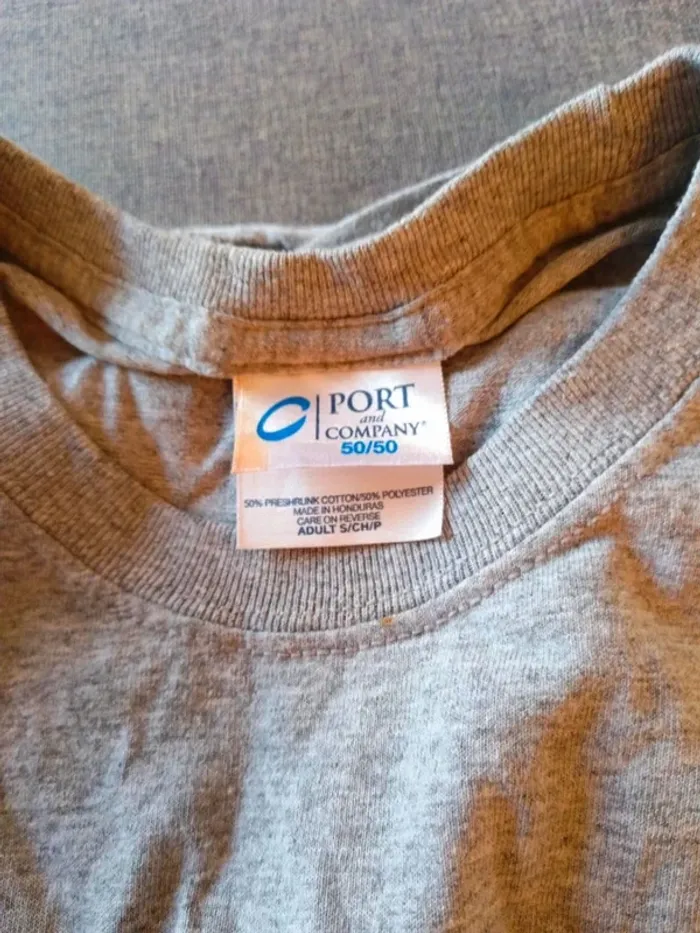 PORT
and
COMPANY®
50/50
50% PRESHRUNK COTTON/50% POLYESTER
MADE IN HONDURAS
CARE ON REVERSE
ADULT S/CH/P